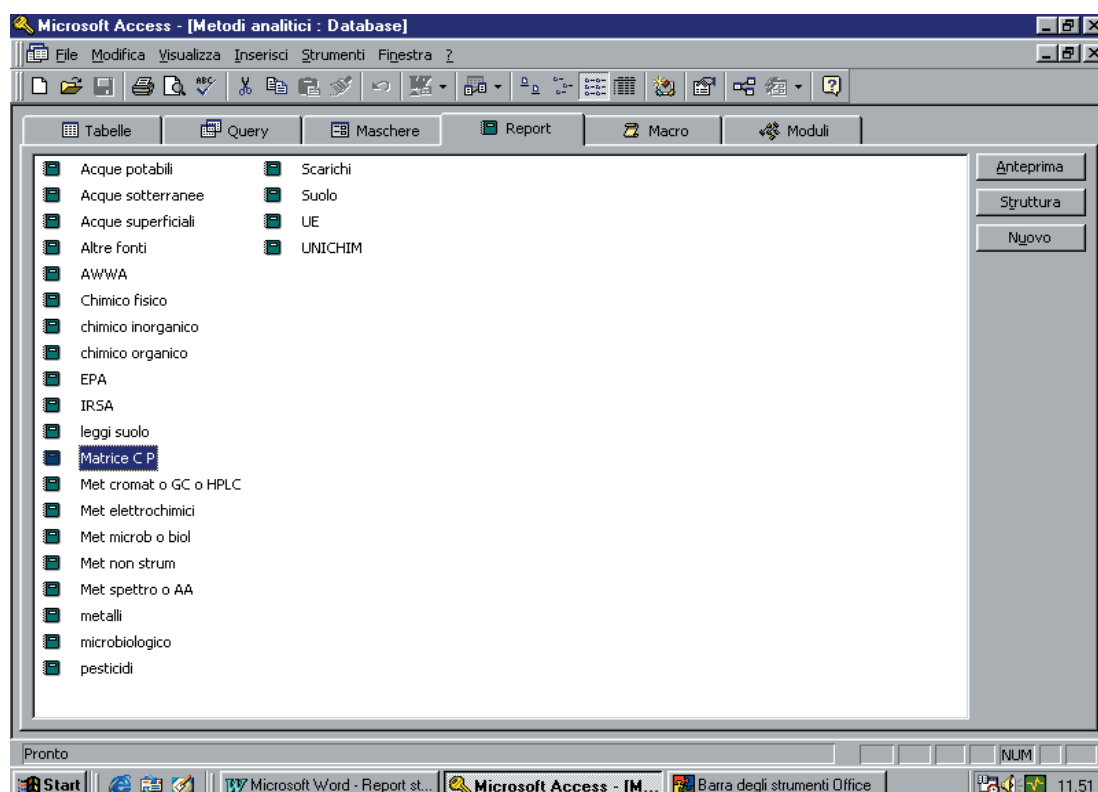 Microsoft Access - [Metodi analitici : Database]
File Modifica Visualizza Inserisci Strumenti Finestra ?
ABC
Tabelle Query Maschere Report Macro Moduli
Acque potabili
Acque sotterranee
Acque superficiali
Altre fonti
AWWA
Chimico fisico
chimico inorganico
chimico organico
EPA
IRSA
leggi suolo
Matrice C P
Met cromat o GC o HPLC
Met elettrochimici
Met microb o biol
Met non strum
Met spettro o AA
metalli
microbiologico
pesticidi
Scarichi
Suolo
UE
UNICHIM
Anteprima
Struttura
Nuovo
Pronto NUM
Start Microsoft Word - Report st... Microsoft Access - [M... Barra degli strumenti Office 11.51